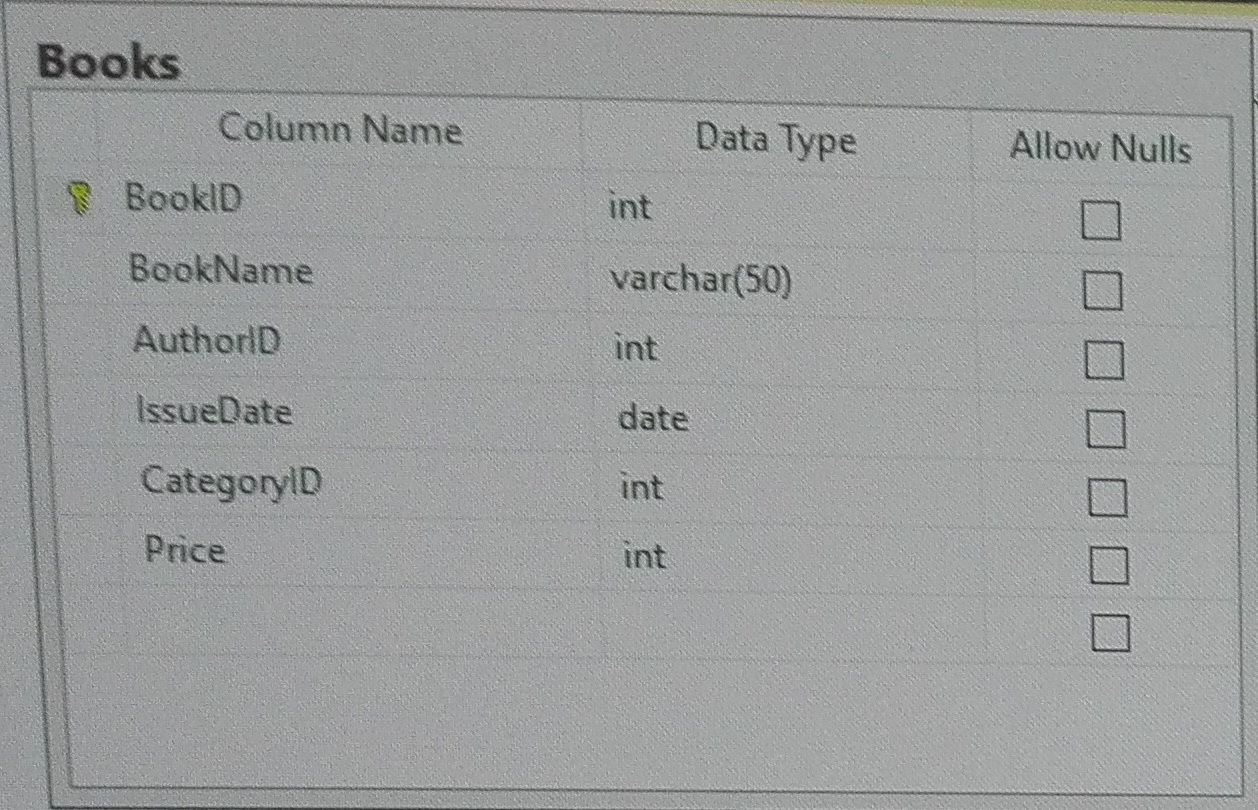 Books
Column Name Data Type Allow Nulls
BookID int
BookName varchar(50)
AuthorID int
IssueDate date
CategoryID int
Price int